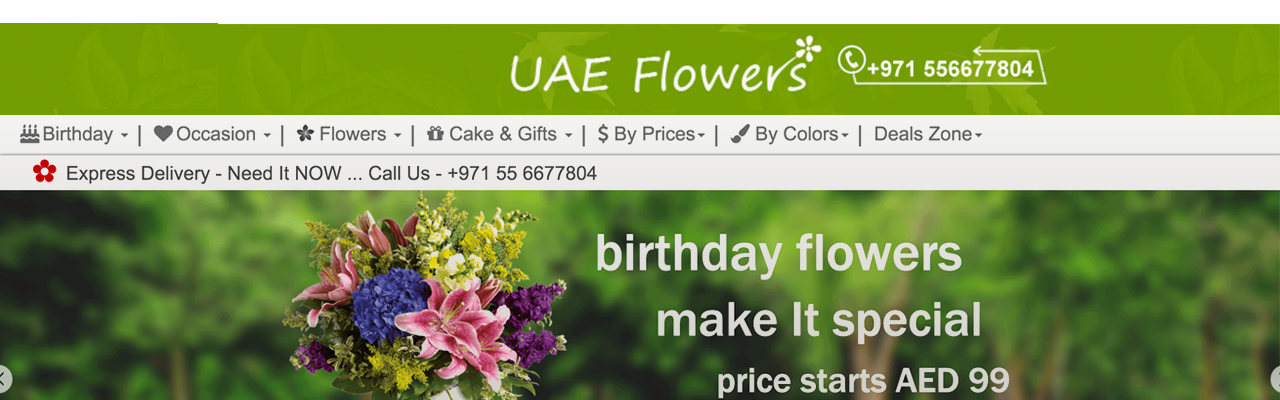 UAE Flowers
+971 556677804
Birthday | Occasion | Flowers | Cake & Gifts | $ By Prices | By Colors | Deals Zone
Express Delivery - Need It NOW ... Call Us - +971 55 6677804
birthday flowers
make It special
price starts AED 99